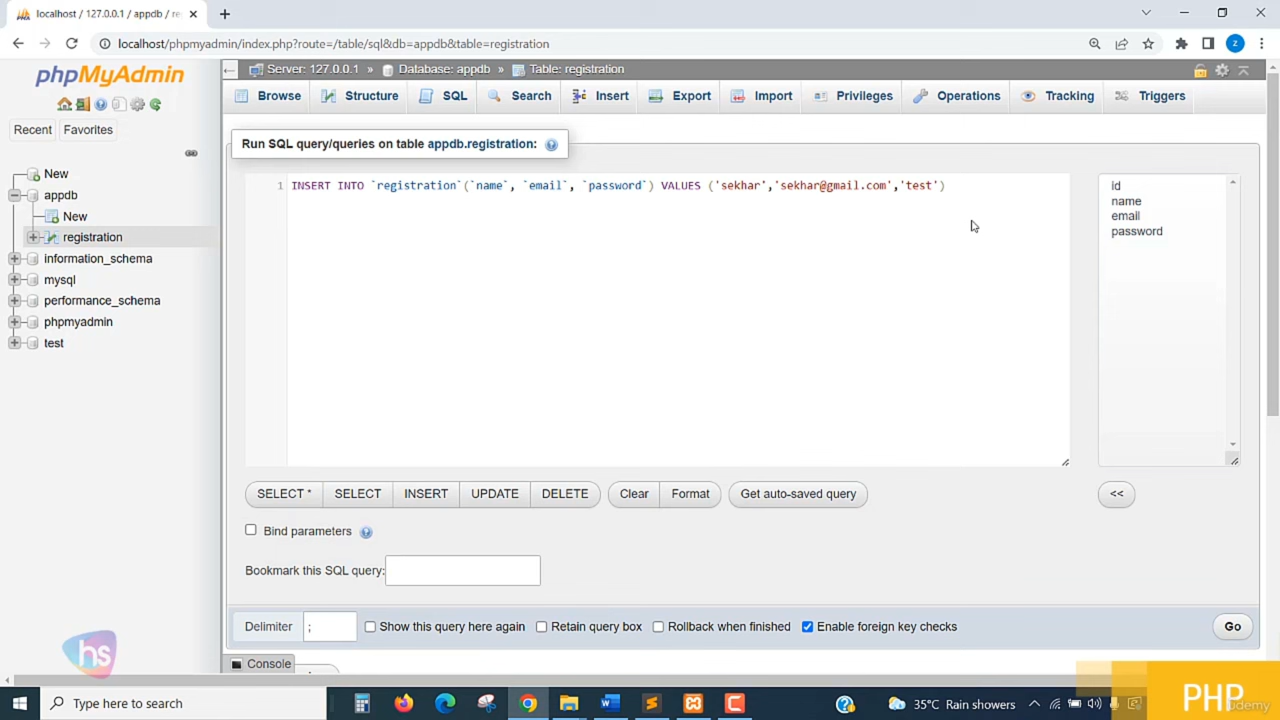 localhost / 127.0.0.1 / appdb / re
localhost/phpmyadmin/index.php?route=/table/sql&db=appdb&table=registration
z
phpMyAdmin
Server: 127.0.0.1 » Database: appdb » Table: registration
Browse Structure SQL Search Insert Export Import Privileges Operations Tracking Triggers
Recent Favorites
New
appdb
New
registration
information_schema
mysql
performance_schema
phpmyadmin
test
Run SQL query/queries on table appdb.registration:
1 INSERT INTO `registration`(`name`, `email`, `password`) VALUES ('sekhar','sekhar@gmail.com','test')
id
name
email
password
SELECT * SELECT INSERT UPDATE DELETE Clear Format Get auto-saved query <<
Bind parameters
Bookmark this SQL query:
Delimiter ; Show this query here again Retain query box Rollback when finished Enable foreign key checks Go
hs
Console
Type here to search
35°C Rain showers
PHP
Udemy